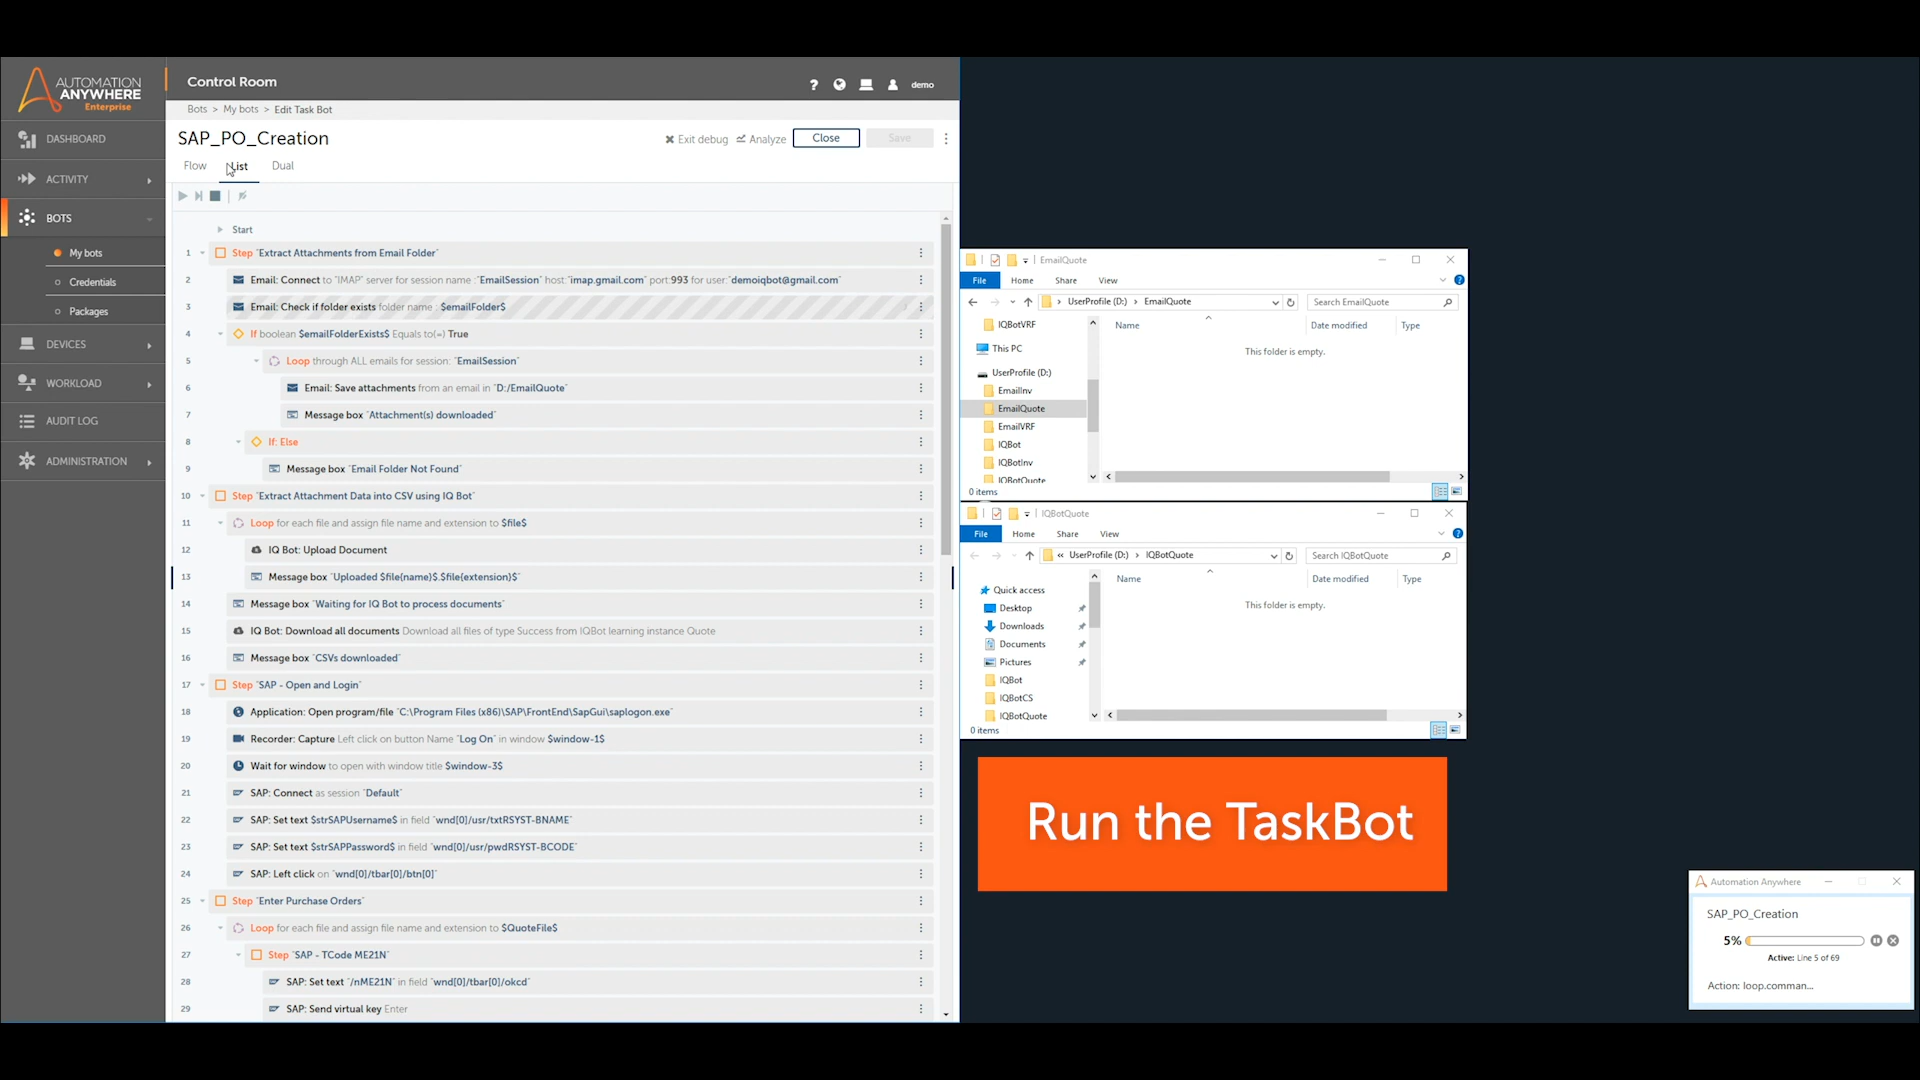 AUTOMATION
ANYWHERE
Enterprise
DASHBOARD
ACTIVITY
BOTS
My bots
Credentials
Packages
DEVICES
WORKLOAD
AUDIT LOG
ADMINISTRATION
Control Room
? demo
Bots > My bots > Edit Task Bot
SAP_PO_Creation
Exit debug Analyze Close Save
Flow List Dual
Start
1 Step "Extract Attachments from Email Folder"
2 Email: Connect to "IMAP" server for session name :"EmailSession" host:"imap.gmail.com" port:993 for user:"demoiqbot@gmail.com"
3 Email: Check if folder exists folder name : $emailFolder$
4 If boolean $emailFolderExists$ Equals to(=) True
5 Loop through ALL emails for session: "EmailSession"
6 Email: Save attachments from an email in "D:/EmailQuote"
7 Message box "Attachment(s) downloaded"
8 If: Else
9 Message box "Email Folder Not Found"
10 Step "Extract Attachment Data into CSV using IQ Bot"
11 Loop for each file and assign file name and extension to $file$
12 IQ Bot: Upload Document
13 Message box "Uploaded $file{name}$.$file{extension}$"
14 Message box "Waiting for IQ Bot to process documents"
15 IQ Bot: Download all documents Download all files of type Success from IQBot learning instance Quote
16 Message box "CSVs downloaded"
17 Step "SAP - Open and Login"
18 Application: Open program/file "C:\Program Files (x86)\SAP\FrontEnd\SapGui\saplogon.exe"
19 Recorder: Capture Left click on button Name "Log On" in window $window-1$
20 Wait for window to open with window title $window-3$
21 SAP: Connect as session "Default"
22 SAP: Set text $strSAPUsername$ in field "wnd[0]/usr/txtRSYST-BNAME"
23 SAP: Set text $strSAPPassword$ in field "wnd[0]/usr/pwdRSYST-BCODE"
24 SAP: Left click on "wnd[0]/tbar[0]/btn[0]"
25 Step "Enter Purchase Orders"
26 Loop for each file and assign file name and extension to $QuoteFile$
27 Step "SAP - TCode ME21N"
28 SAP: Set text "/nME21N" in field "wnd[0]/tbar[0]/okcd"
29 SAP: Send virtual key Enter
EmailQuote
File Home Share View
UserProfile (D:) > EmailQuote
Search EmailQuote
IQBotVRF
This PC
UserProfile (D:)
EmailInv
EmailQuote
EmailVRF
IQBot
IQBotInv
IQBotQuote
Name Date modified Type
This folder is empty.
0 items
IQBotQuote
File Home Share View
« UserProfile (D:) > IQBotQuote
Search IQBotQuote
Quick access
Desktop
Downloads
Documents
Pictures
IQBot
IQBotCS
IQBotQuote
Name Date modified Type
This folder is empty.
0 items
Run the TaskBot
Automation Anywhere
SAP_PO_Creation
5%
Active: Line 5 of 69
Action: loop.comman...